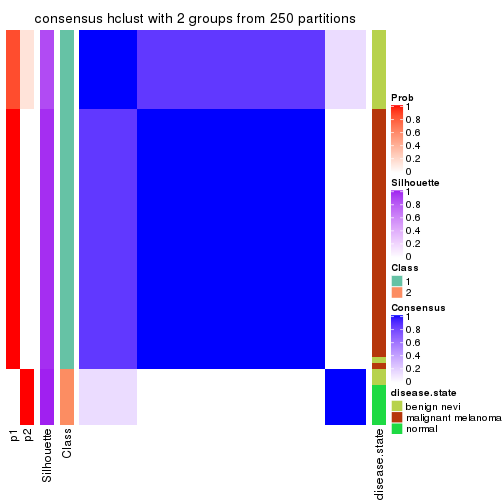 consensus hclust with 2 groups from 250 partitions
Prob
1
0.8
0.6
0.4
0.2
0
Silhouette
1
0.8
0.6
0.4
0.2
0
Class
1
2
Consensus
1
0.8
0.6
0.4
0.2
0
disease.state
benign nevi
malignant melanoma
normal
p1
p2
Silhouette
Class
disease.state